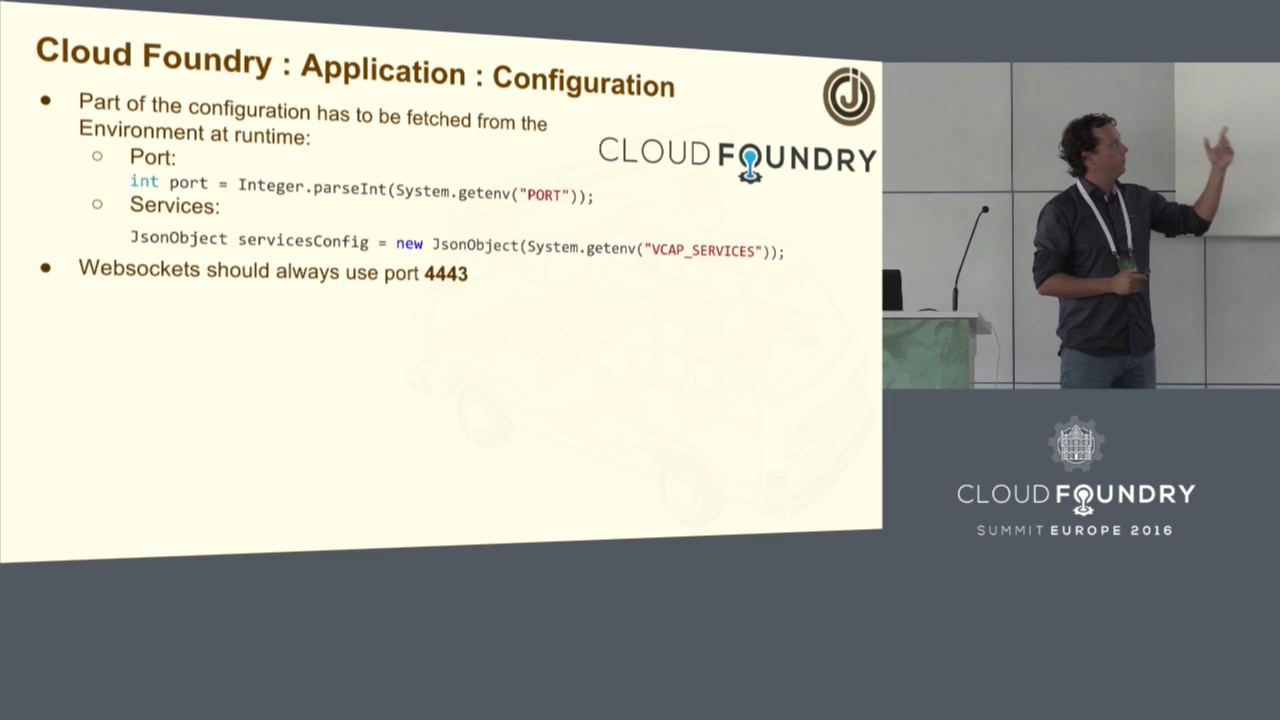 Cloud Foundry : Application : Configuration
● Part of the configuration has to be fetched from the
Environment at runtime:
○ Port:
int port = Integer.parseInt(System.getenv("PORT"));
○ Services:
JsonObject servicesConfig = new JsonObject(System.getenv("VCAP_SERVICES"));
● Websockets should always use port 4443
CLOUD FOUNDRY
CLOUD FOUNDRY
SUMMIT EUROPE 2016